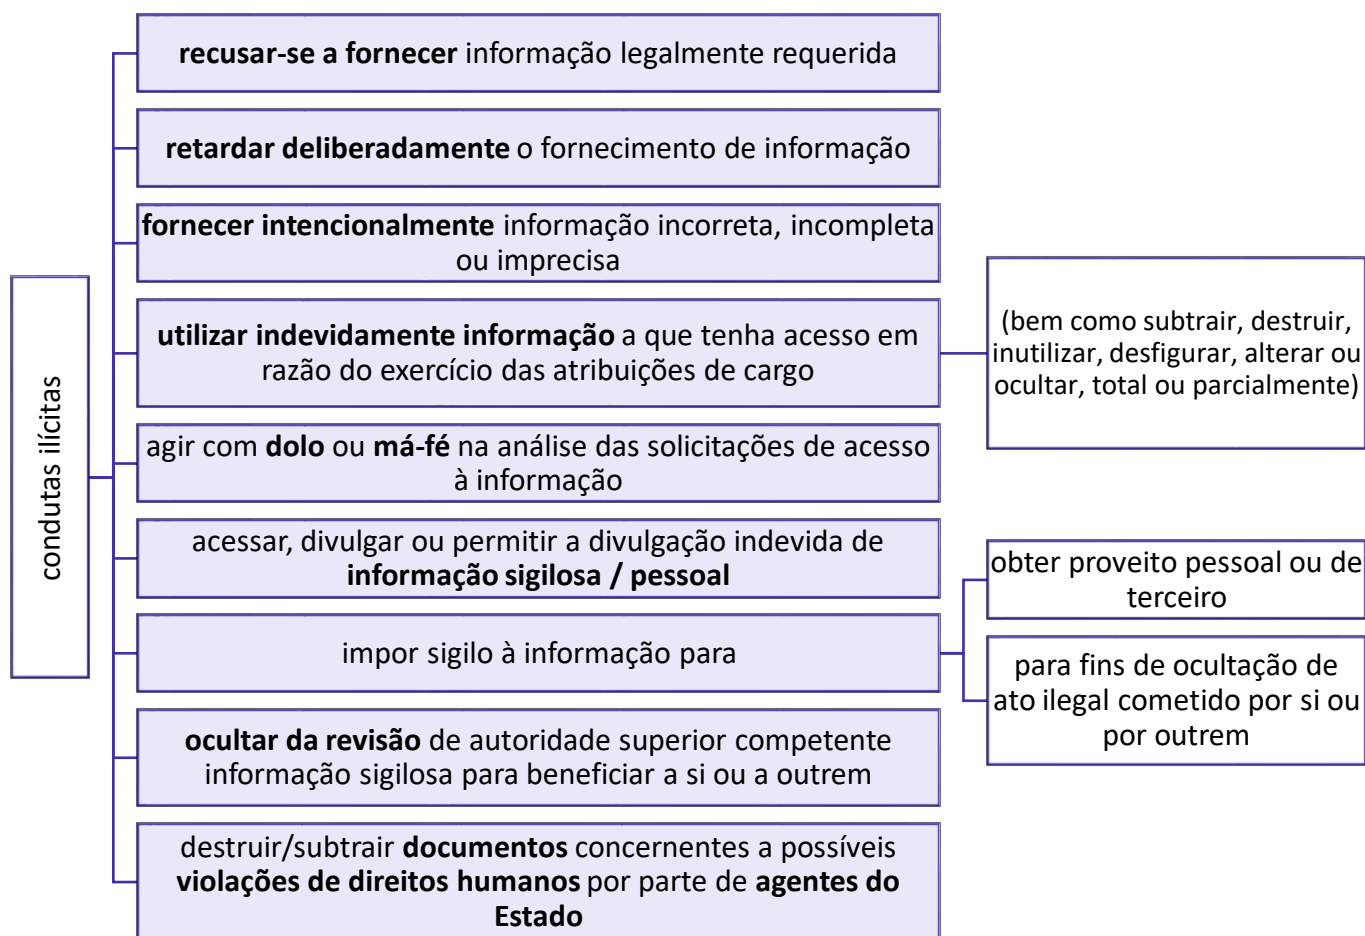 condutas ilícitas
recusar-se a fornecer informação legalmente requerida
retardar deliberadamente o fornecimento de informação
fornecer intencionalmente informação incorreta, incompleta
ou imprecisa
utilizar indevidamente informação a que tenha acesso em
razão do exercício das atribuições de cargo
(bem como subtrair, destruir,
inutilizar, desfigurar, alterar ou
ocultar, total ou parcialmente)
agir com dolo ou má-fé na análise das solicitações de acesso
à informação
acessar, divulgar ou permitir a divulgação indevida de
informação sigilosa / pessoal
impor sigilo à informação para
obter proveito pessoal ou de
terceiro
para fins de ocultação de
ato ilegal cometido por si ou
por outrem
ocultar da revisão de autoridade superior competente
informação sigilosa para beneficiar a si ou a outrem
destruir/subtrair documentos concernentes a possíveis
violações de direitos humanos por parte de agentes do
Estado